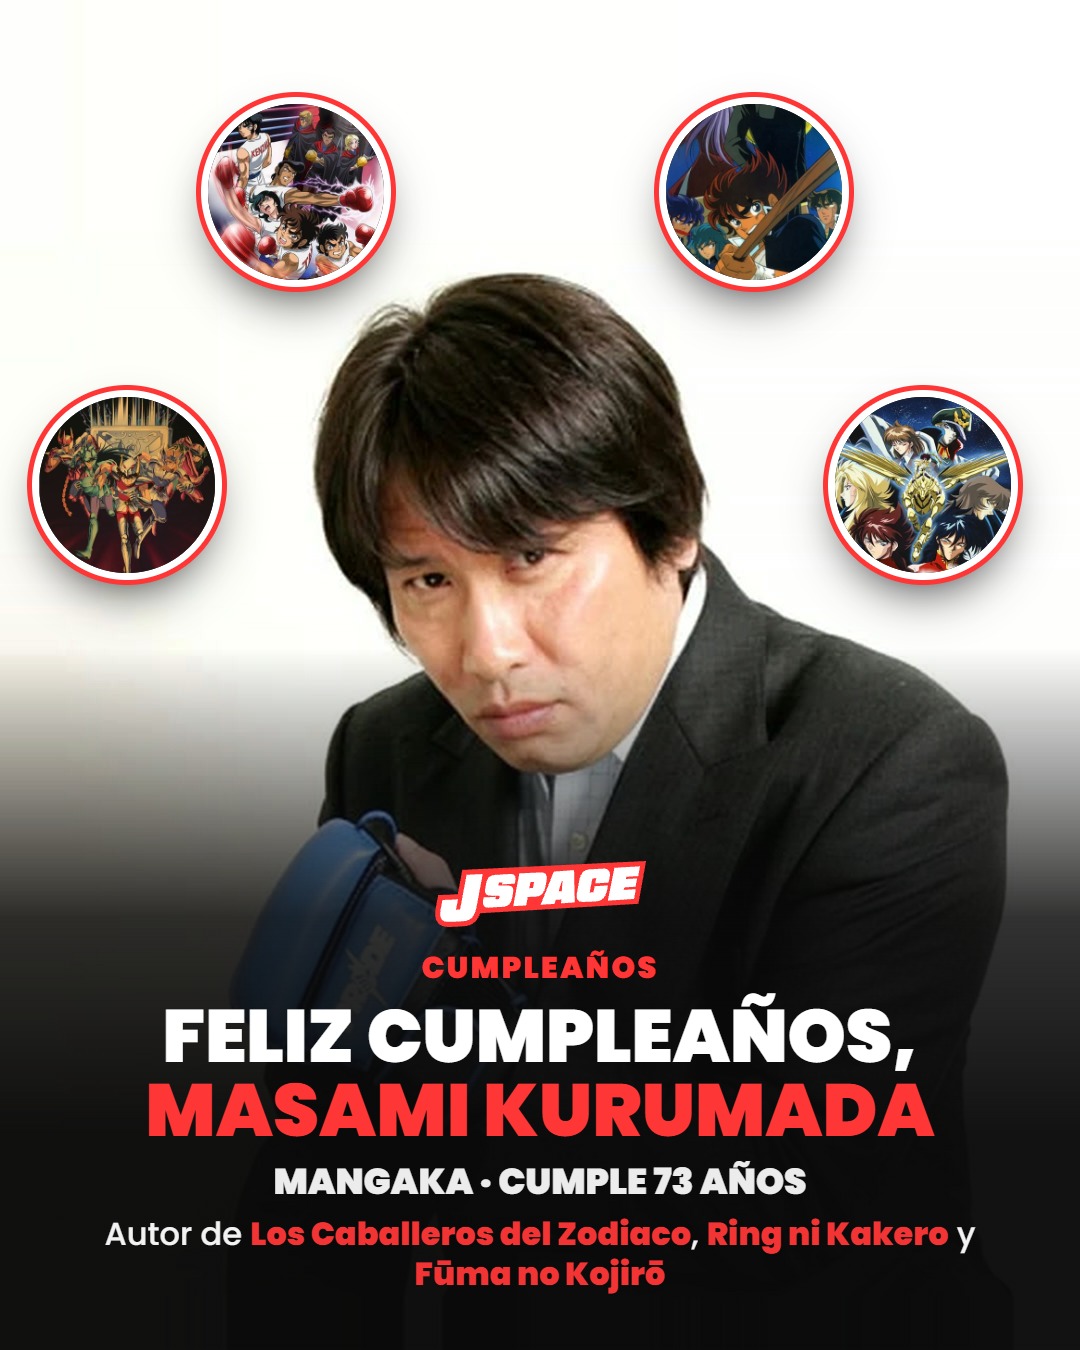 KENZAKI
JSPACE
CUMPLEAÑOS
FELIZ CUMPLEAÑOS,
MASAMI KURUMADA
MANGAKA • CUMPLE 73 AÑOS
Autor de Los Caballeros del Zodiaco, Ring ni Kakero y
Fūma no Kojirō